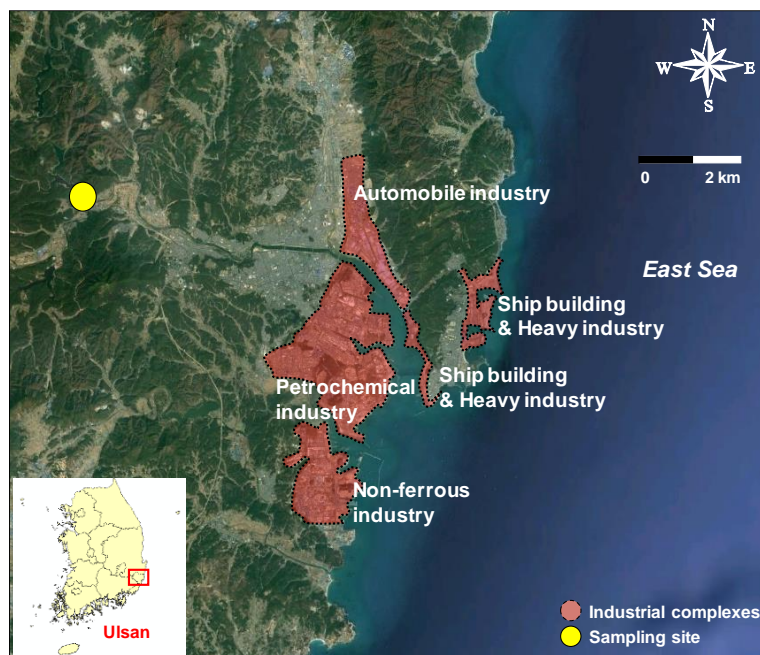 N
W E
S
0 2 km
Automobile industry
East Sea
Ship building
& Heavy industry
Ship building
& Heavy industry
Petrochemical
industry
Non-ferrous
industry
Ulsan
Industrial complexes
Sampling site